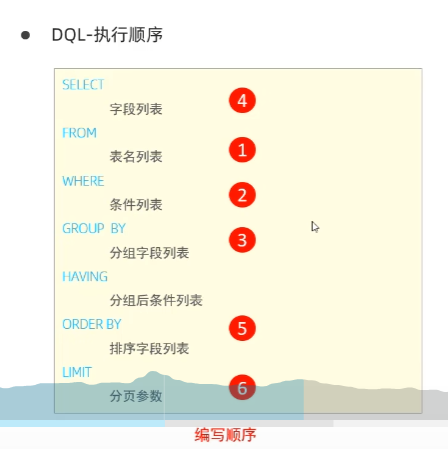 DQL-执行顺序
SELECT
字段列表
4
FROM
表名列表
1
WHERE
条件列表
2
GROUP BY
分组字段列表
3
HAVING
分组后条件列表
ORDER BY
排序字段列表
5
LIMIT
分页参数
6
编写顺序